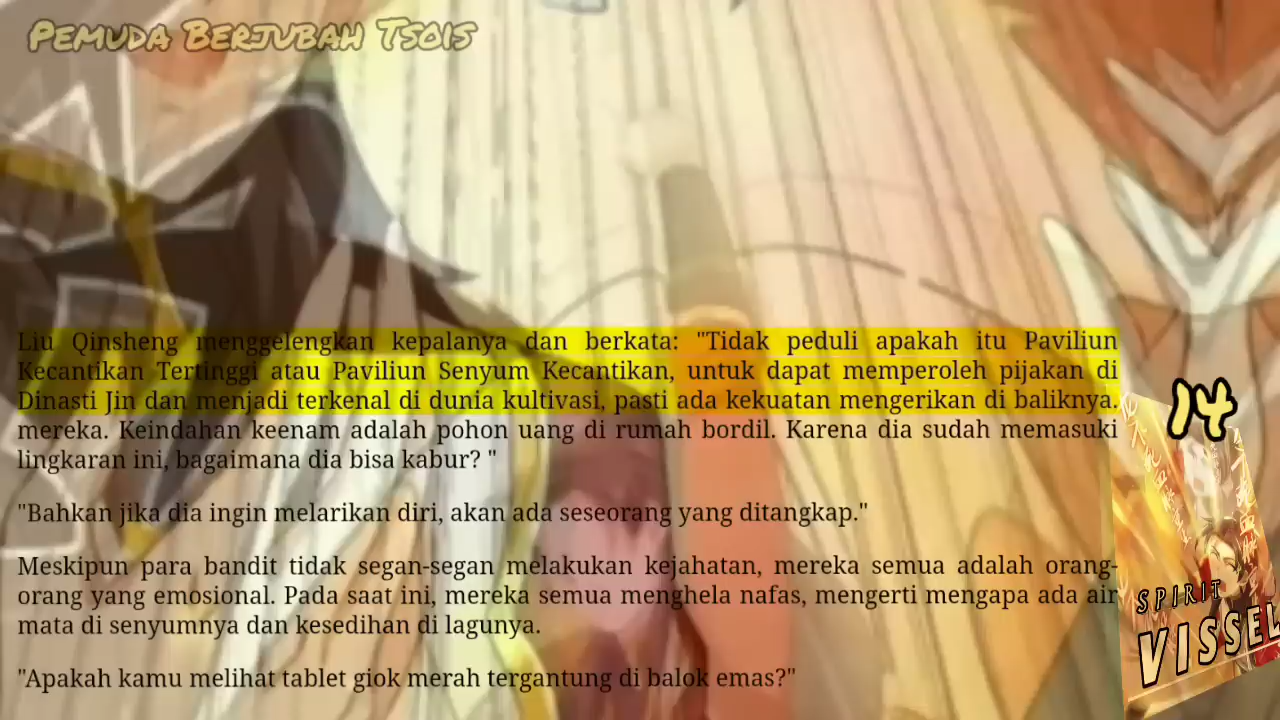 Pemuda Berjubah Tsois
Liu Qinsheng menggelengkan kepalanya dan berkata: "Tidak peduli apakah itu Paviliun
Kecantikan Tertinggi atau Paviliun Senyum Kecantikan, untuk dapat memperoleh pijakan di
Dinasti Jin dan menjadi terkenal di dunia kultivasi, pasti ada kekuatan mengerikan di baliknya.
mereka. Keindahan keenam adalah pohon uang di rumah bordil. Karena dia sudah memasuki
lingkaran ini, bagaimana dia bisa kabur? "
"Bahkan jika dia ingin melarikan diri, akan ada seseorang yang ditangkap."
Meskipun para bandit tidak segan-segan melakukan kejahatan, mereka semua adalah orang-
orang yang emosional. Pada saat ini, mereka semua menghela nafas, mengerti mengapa ada air
mata di senyumnya dan kesedihan di lagunya.
"Apakah kamu melihat tablet giok merah tergantung di balok emas?"
14
SPIRIT
VISSEL